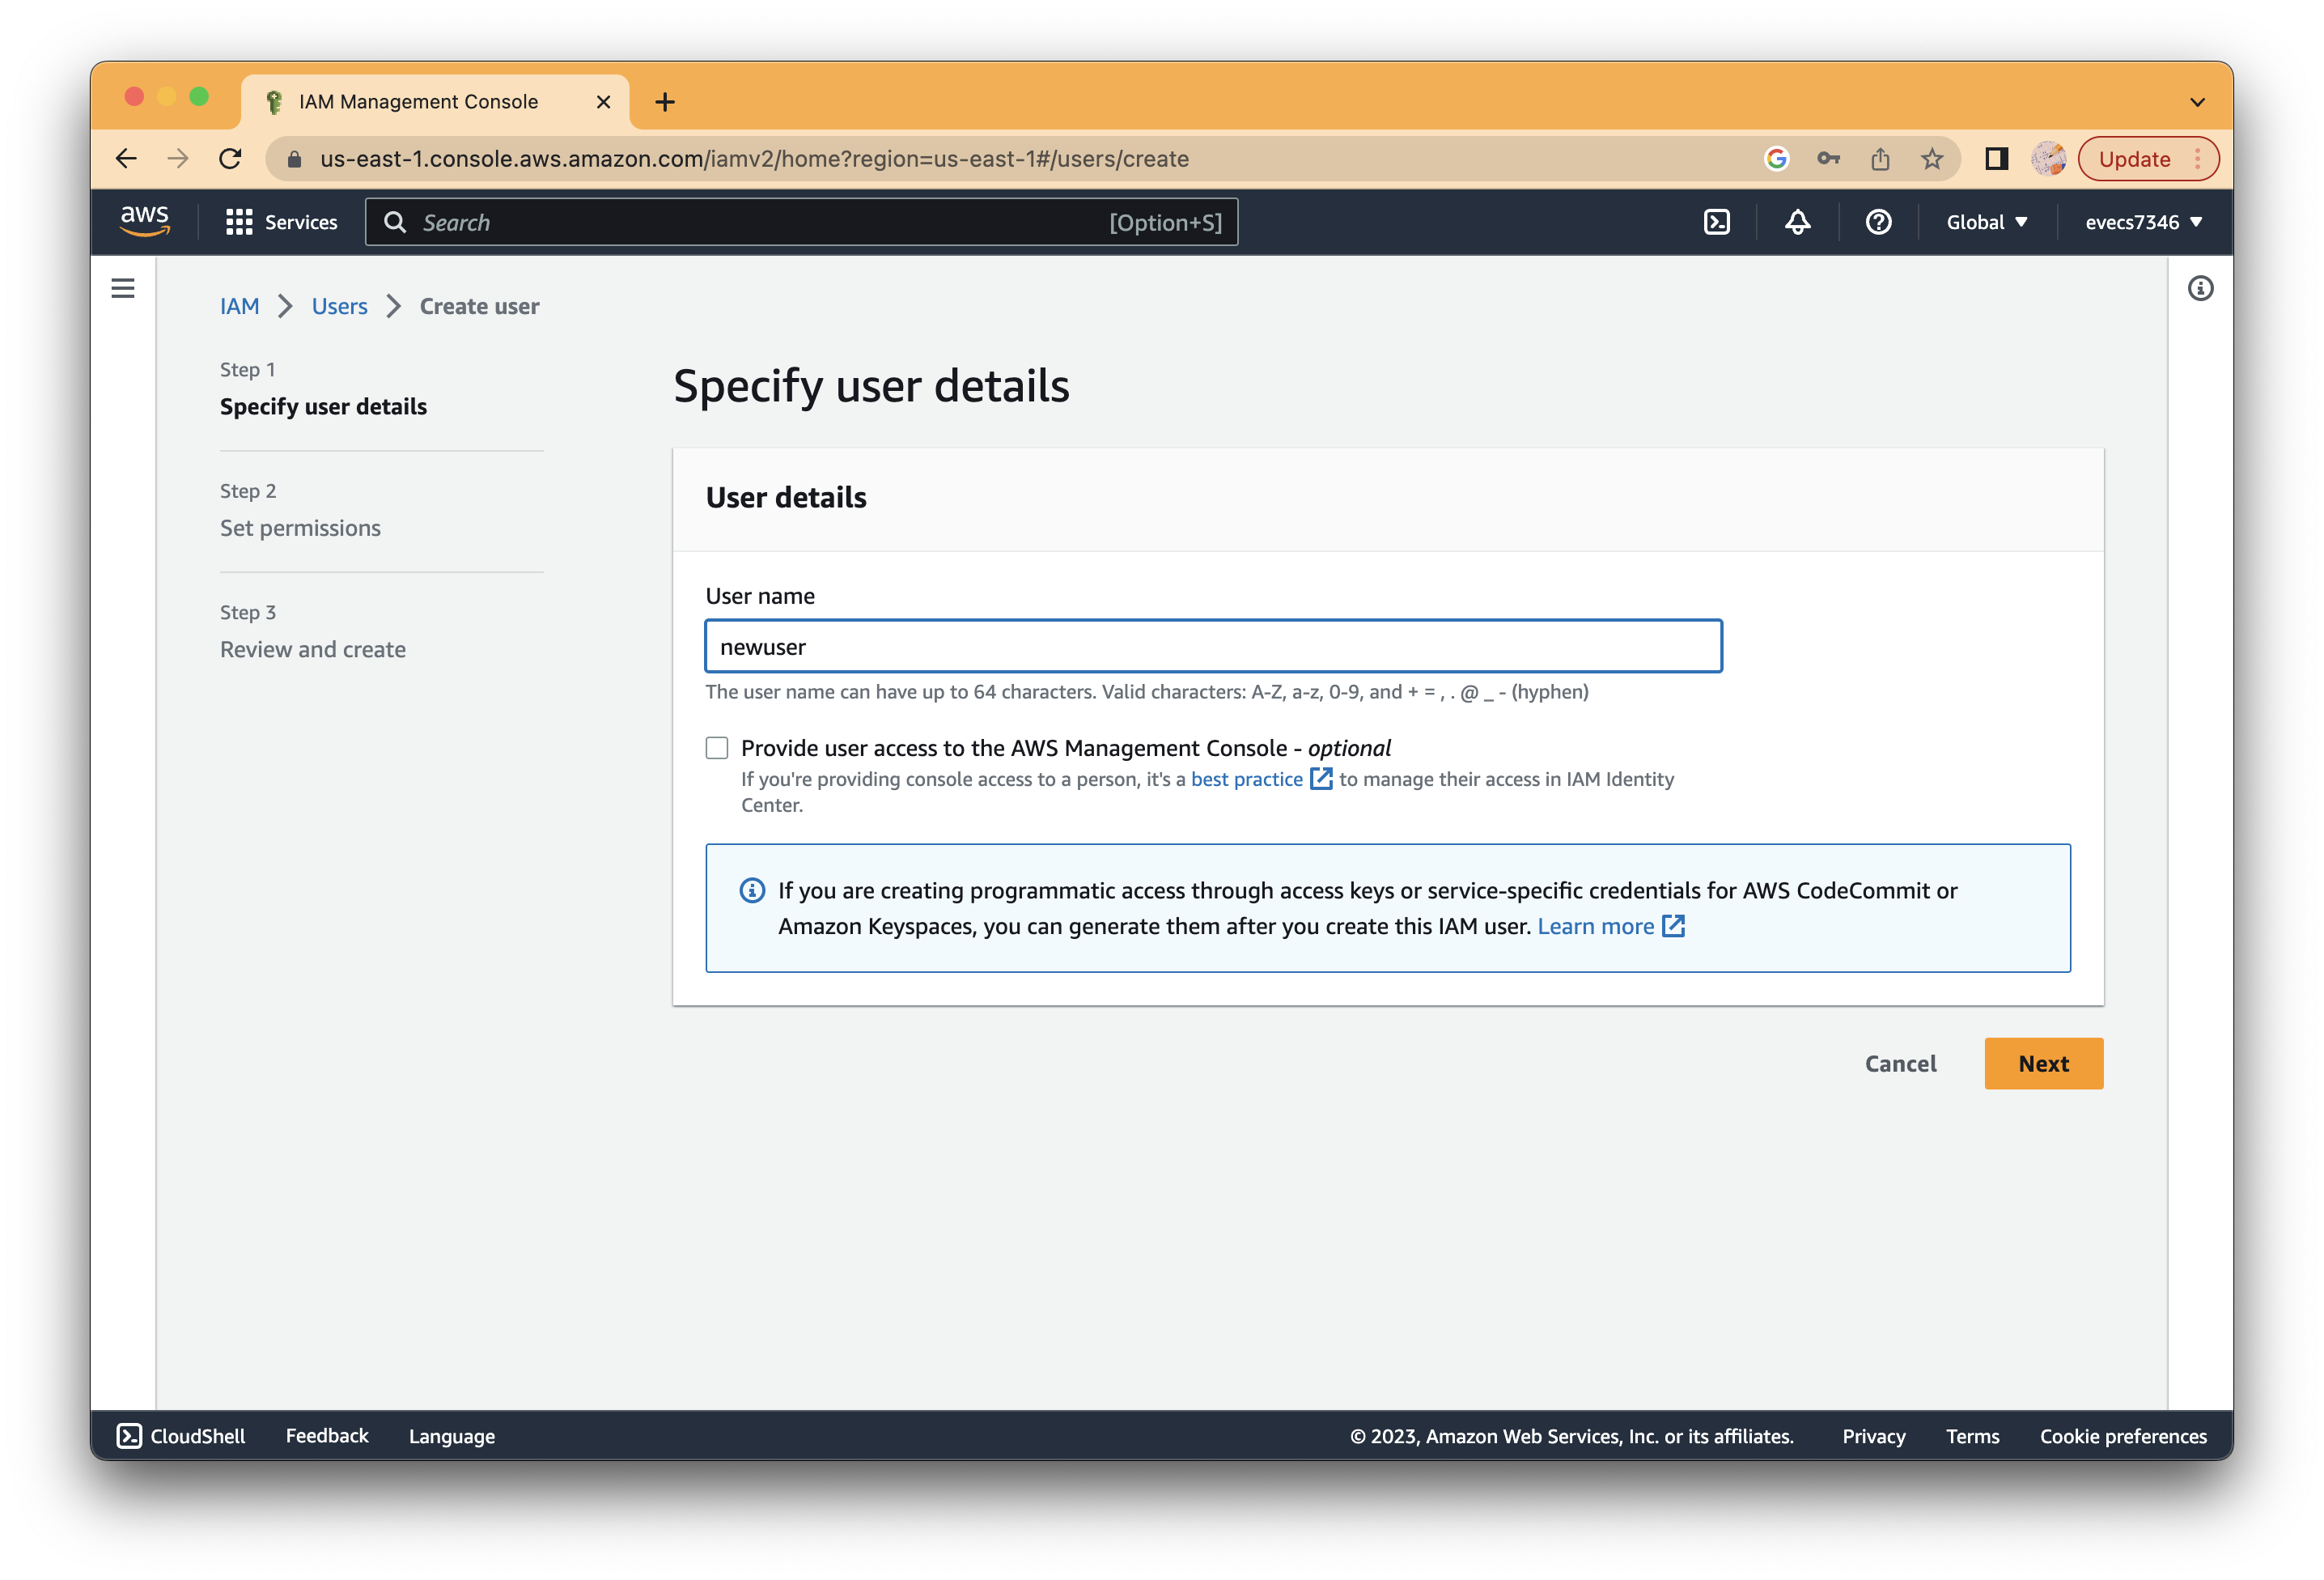 IAM Management Console
us-east-1.console.aws.amazon.com/iamv2/home?region=us-east-1#/users/create
Update
aws
Services
Search
[Option+S]
Global
evecs7346
IAM
Users
Create user
Step 1
Specify user details
Step 2
Set permissions
Step 3
Review and create
Specify user details
User details
User name
newuser
The user name can have up to 64 characters. Valid characters: A-Z, a-z, 0-9, and + = , . @ _ - (hyphen)
Provide user access to the AWS Management Console - optional
If you're providing console access to a person, it's a best practice to manage their access in IAM Identity
Center.
If you are creating programmatic access through access keys or service-specific credentials for AWS CodeCommit or
Amazon Keyspaces, you can generate them after you create this IAM user. Learn more
Cancel
Next
CloudShell
Feedback
Language
© 2023, Amazon Web Services, Inc. or its affiliates.
Privacy
Terms
Cookie preferences